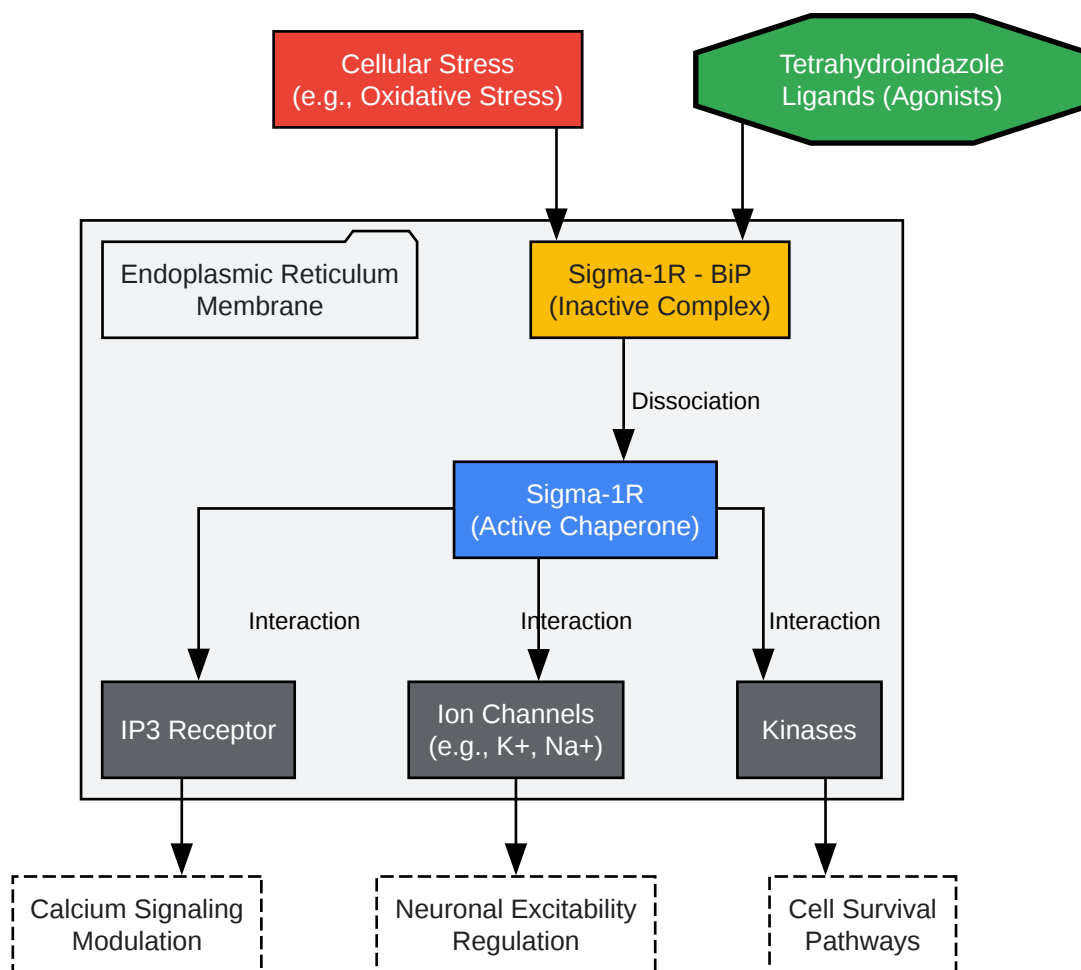 Cellular Stress
(e.g., Oxidative Stress)
Tetrahydroindazole
Ligands (Agonists)
Endoplasmic Reticulum
Membrane
Sigma-1R - BiP
(Inactive Complex)
Dissociation
Sigma-1R
(Active Chaperone)
Interaction
Interaction
Interaction
IP3 Receptor
Ion Channels
(e.g., K+, Na+)
Kinases
Calcium Signaling
Modulation
Neuronal Excitability
Regulation
Cell Survival
Pathways